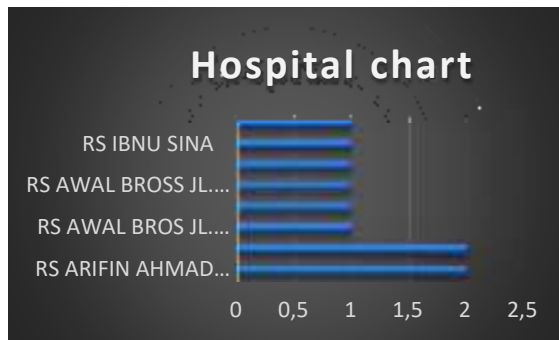 Hospital chart
RS IBNU SINA
RS AWAL BROSS JL....
RS AWAL BROS JL....
RS ARIFIN AHMAD...
0 0,5 1 1,5 2 2,5